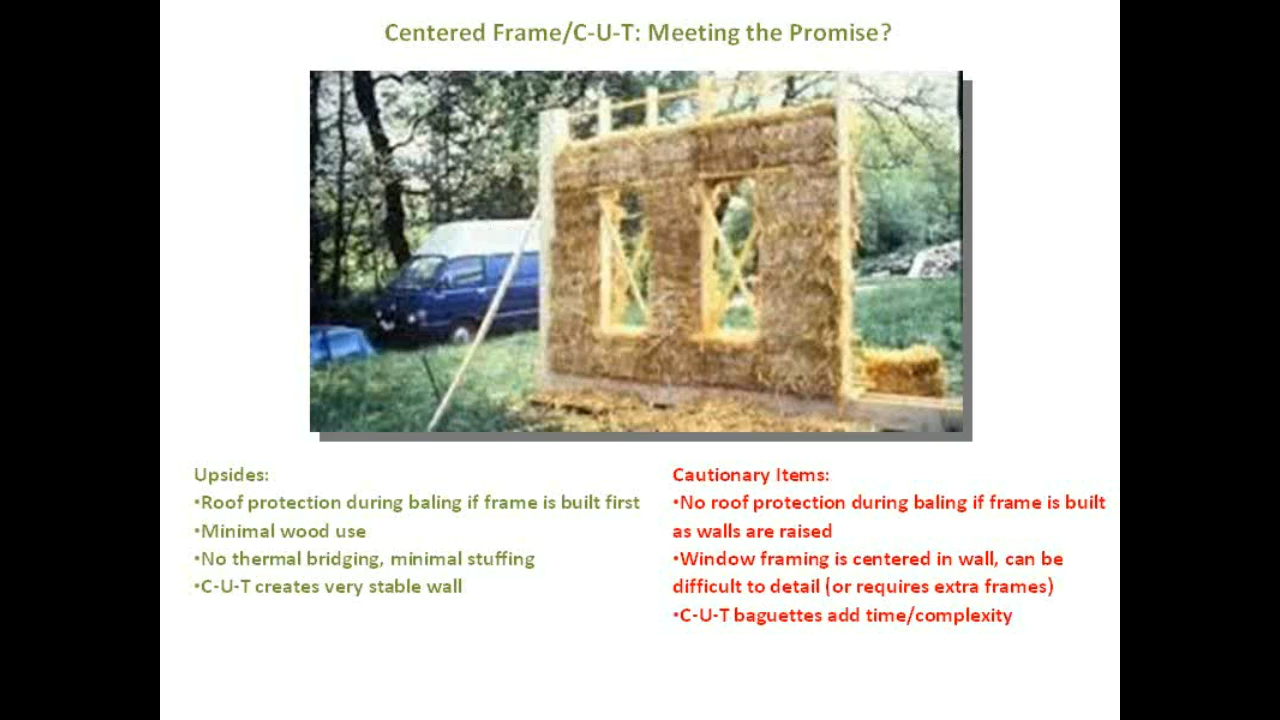 Centered Frame/C-U-T: Meeting the Promise?
Upsides:
•Roof protection during baling if frame is built first
•Minimal wood use
•No thermal bridging, minimal stuffing
•C-U-T creates very stable wall
Cautionary Items:
•No roof protection during baling if frame is built
as walls are raised
•Window framing is centered in wall, can be
difficult to detail (or requires extra frames)
•C-U-T baguettes add time/complexity